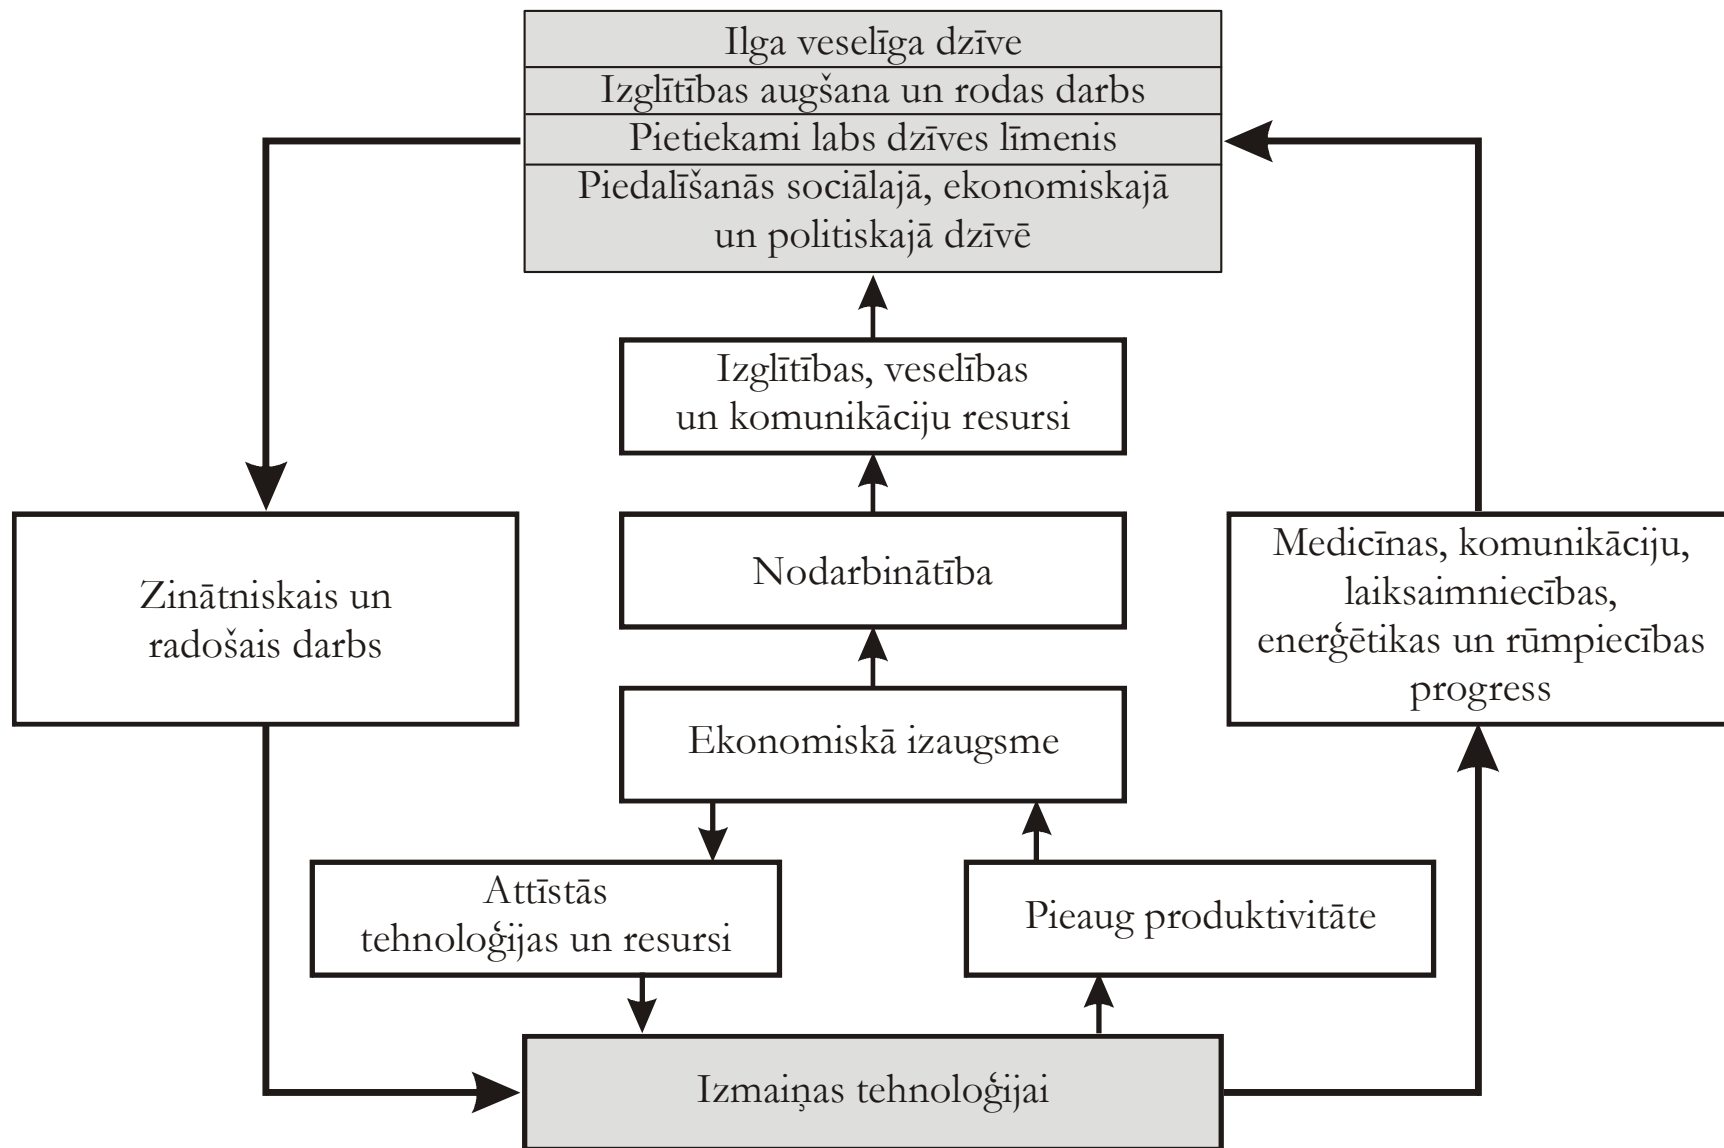 Ilga veselīga dzīve
Izglītības augšana un rodas darbs
Pietiekami labs dzīves līmenis
Piedalīšanās sociālajā, ekonomiskajā
un politiskajā dzīvē
Izglītības, veselības
un komunikāciju resursi
Zinātniskais un
radošais darbs
Nodarbinātība
Medicīnas, komunikāciju,
laiksaimniecības,
enerģētikas un rūmpiecības
progress
Ekonomiskā izaugsme
Attīstās
tehnoloģijas un resursi
Pieaug produktivitāte
Izmaiņas tehnoloģijai